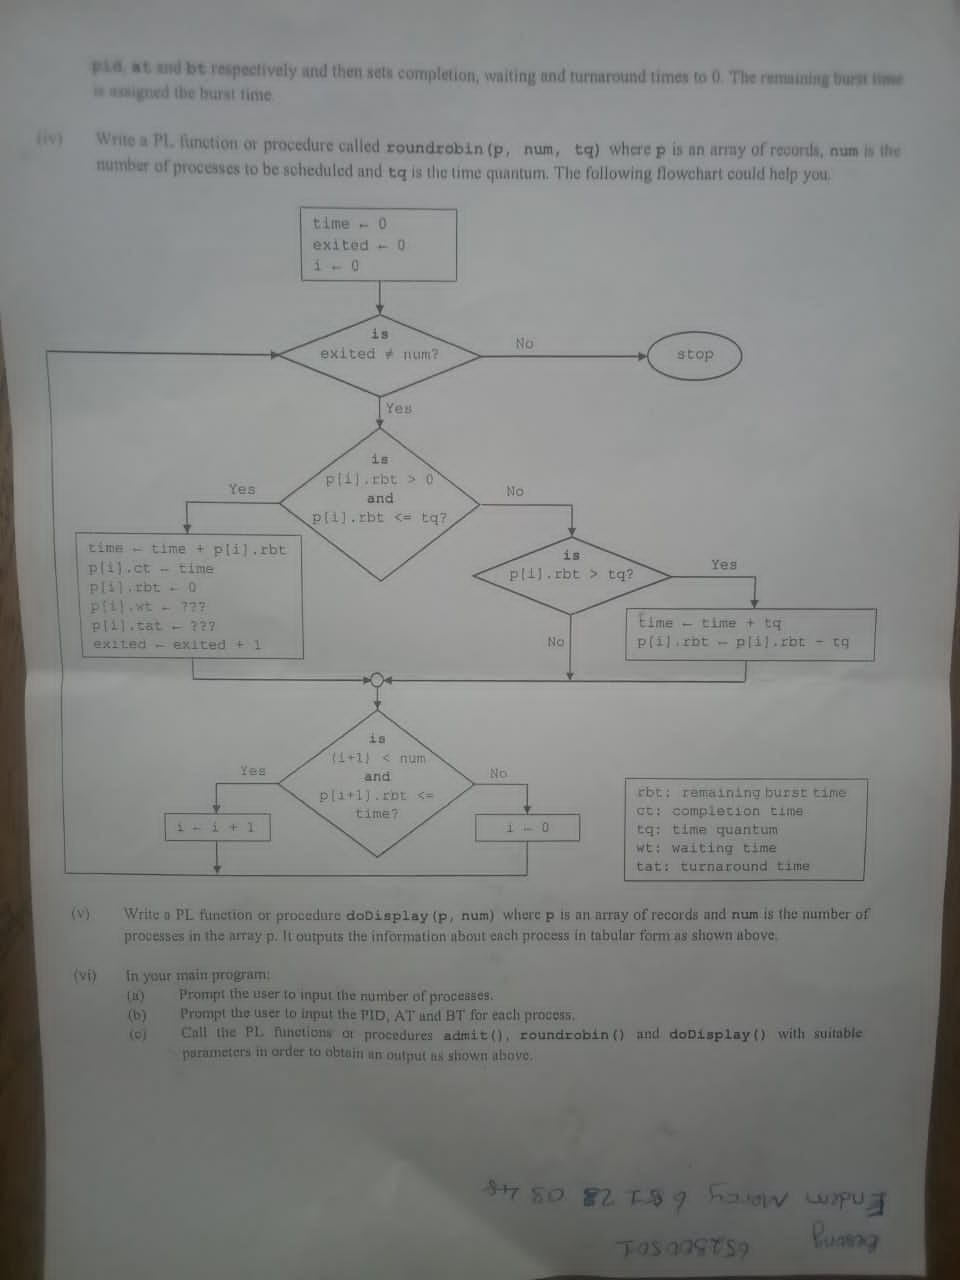 pid, at and bt respectively and then sets completion, waiting and turnaround times to 0. The remaining burst time
is assigned the burst time.
(iv) Write a PL function or procedure called roundrobin(p, num, tq) where p is an array of records, num is the
number of processes to be scheduled and tq is the time quantum. The following flowchart could help you.
time ← 0
exited ← 0
i ← 0
is
exited ≠ num?
No
stop
Yes
is
p[i].rbt > 0
and
p[i].rbt <= tq?
Yes
No
time ← time + p[i].rbt
p[i].ct ← time
p[i].rbt ← 0
p[i].wt ← ???
p[i].tat ← ???
exited ← exited + 1
is
p[i].rbt > tq?
Yes
No
time ← time + tq
p[i].rbt ← p[i].rbt - tq
is
(i+1) < num
and
p[i+1].rbt <=
time?
Yes
No
i ← i + 1
i ← 0
rbt: remaining burst time
ct: completion time
tq: time quantum
wt: waiting time
tat: turnaround time
(v) Write a PL function or procedure doDisplay(p, num) where p is an array of records and num is the number of
processes in the array p. It outputs the information about each process in tabular form as shown above.
(vi) In your main program:
(a) Prompt the user to input the number of processes.
(b) Prompt the user to input the PID, AT and BT for each process.
(c) Call the PL functions or procedures admit(), roundrobin() and doDisplay() with suitable
parameters in order to obtain an output as shown above.
652500501
Endem Marcy 6 81 28 03 48